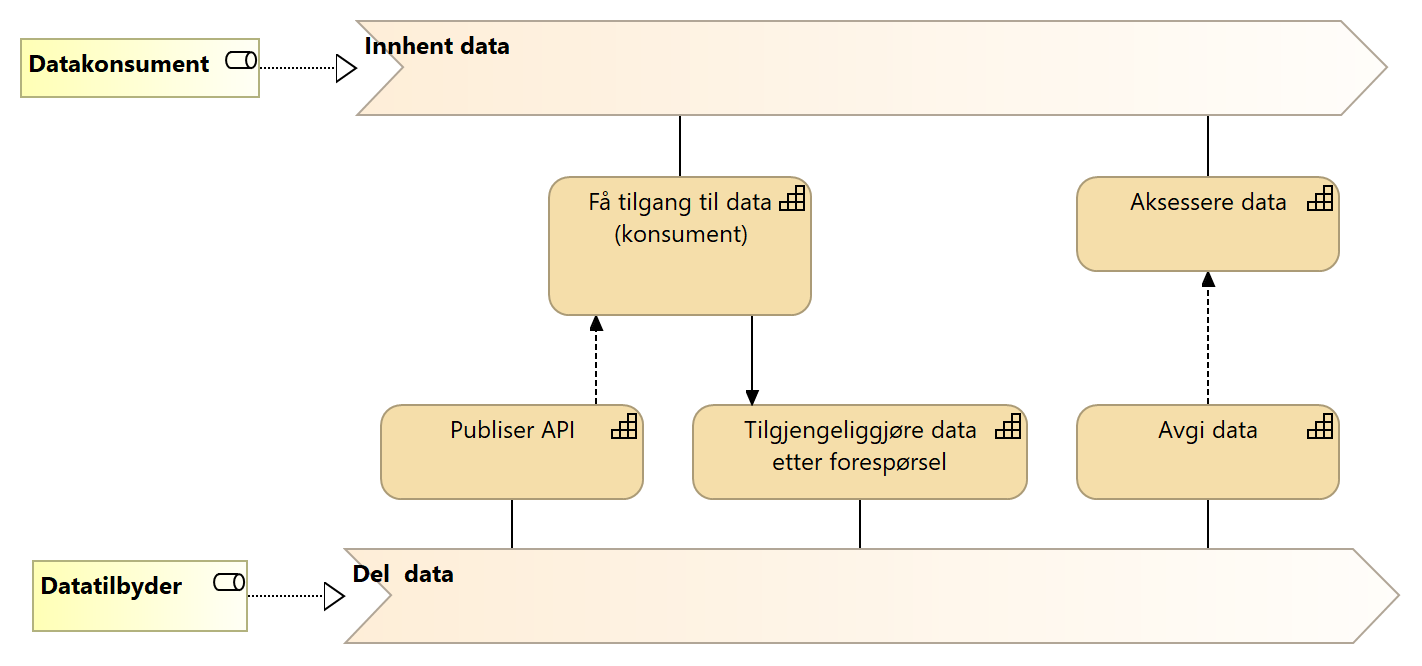 Datakonsument
Innhent data
Få tilgang til data
(konsument)
Aksessere data
Publiser API
Tilgjengeliggjøre data
etter forespørsel
Avgi data
Datatilbyder
Del  data